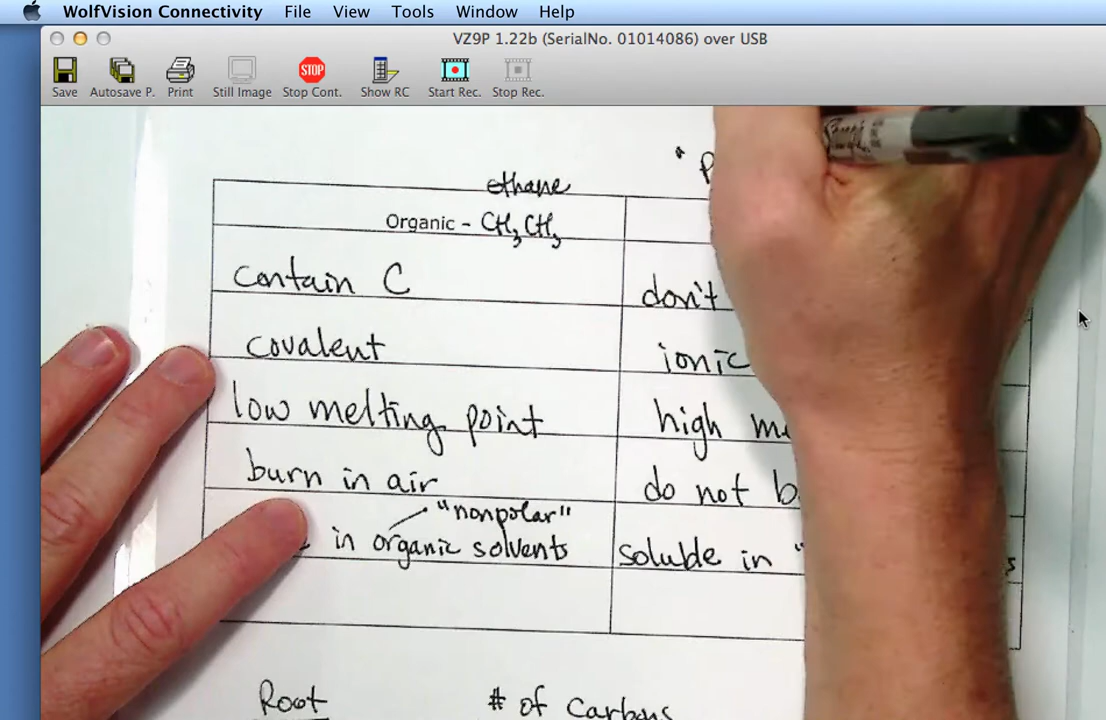 WolfVision Connectivity File View Tools Window Help
VZ9P 1.22b (SerialNo. 01014086) over USB
Save Autosave P. Print Still Image STOP Stop Cont. Show RC Start Rec. Stop Rec.
* P
ethane
Organic - CH3CH3
contain C don't
covalent ionic
low melting point high m
burn in air do not b
"nonpolar"
in organic solvents soluble in " s
Root # of Carbons